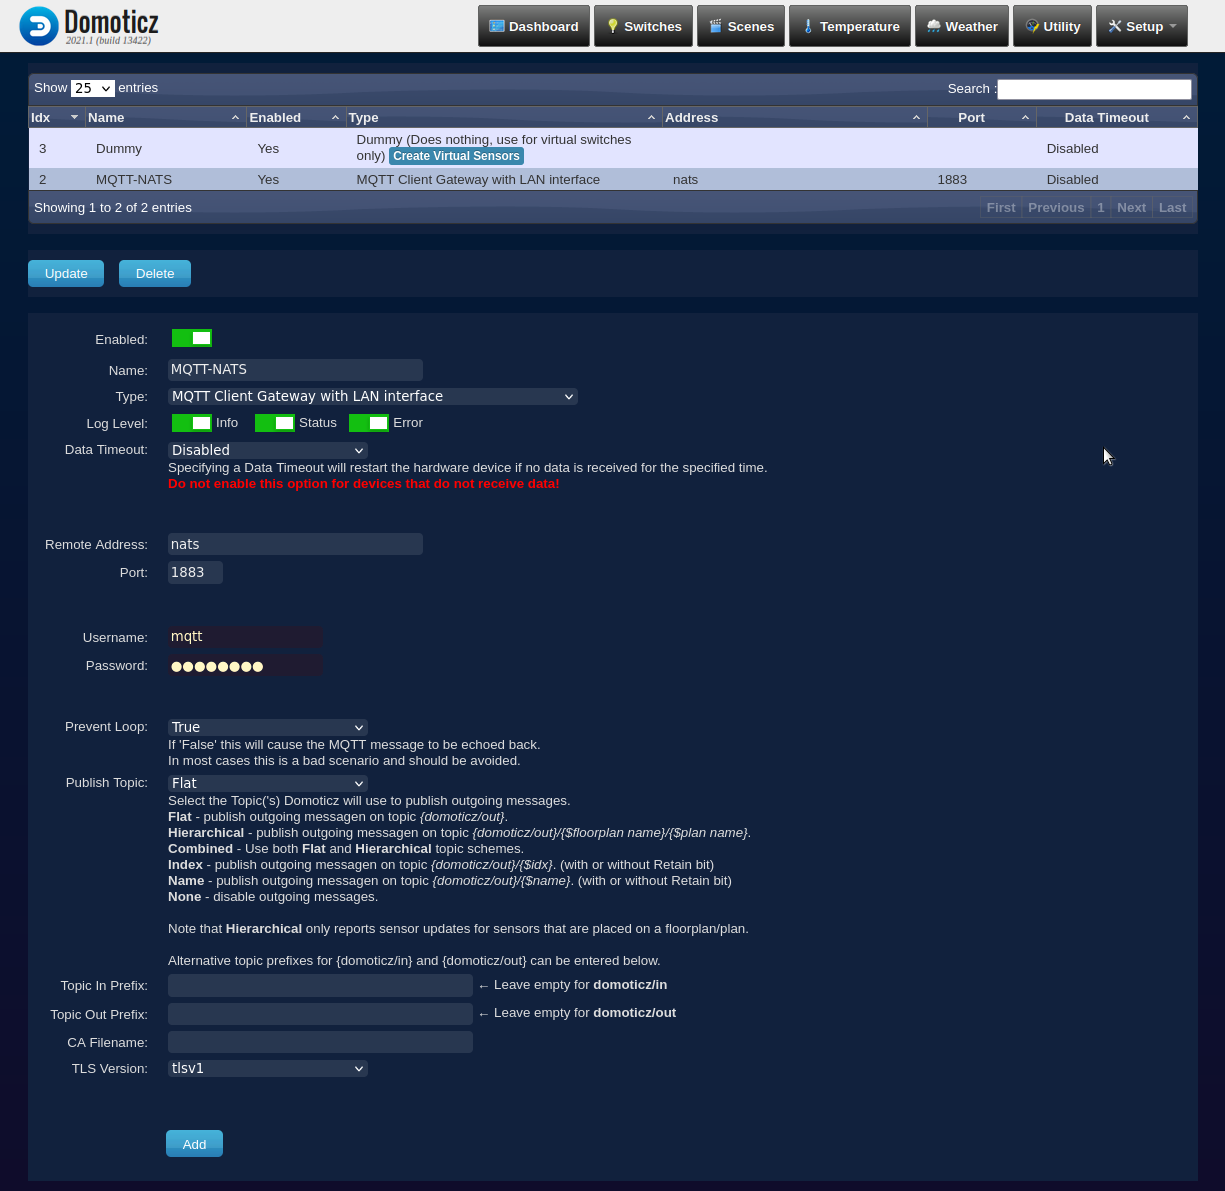 Domoticz
2021.1 (build 13422)
Dashboard Switches Scenes Temperature Weather Utility Setup
Show 25 entries Search :
Idx Name Enabled Type Address Port Data Timeout
3 Dummy Yes Dummy (Does nothing, use for virtual switches only) Create Virtual Sensors Disabled
2 MQTT-NATS Yes MQTT Client Gateway with LAN interface nats 1883 Disabled
Showing 1 to 2 of 2 entries First Previous 1 Next Last
Update Delete
Enabled:
Name: MQTT-NATS
Type: MQTT Client Gateway with LAN interface
Log Level: Info Status Error
Data Timeout: Disabled
Specifying a Data Timeout will restart the hardware device if no data is received for the specified time.
Do not enable this option for devices that do not receive data!
Remote Address: nats
Port: 1883
Username: mqtt
Password: ●●●●●●●●
Prevent Loop: True
If 'False' this will cause the MQTT message to be echoed back.
In most cases this is a bad scenario and should be avoided.
Publish Topic: Flat
Select the Topic('s) Domoticz will use to publish outgoing messages.
Flat - publish outgoing messagen on topic {domoticz/out}.
Hierarchical - publish outgoing messagen on topic {domoticz/out}/{$floorplan name}/{$plan name}.
Combined - Use both Flat and Hierarchical topic schemes.
Index - publish outgoing messagen on topic {domoticz/out}/{$idx}. (with or without Retain bit)
Name - publish outgoing messagen on topic {domoticz/out}/{$name}. (with or without Retain bit)
None - disable outgoing messages.
Note that Hierarchical only reports sensor updates for sensors that are placed on a floorplan/plan.
Alternative topic prefixes for {domoticz/in} and {domoticz/out} can be entered below.
Topic In Prefix: ← Leave empty for domoticz/in
Topic Out Prefix: ← Leave empty for domoticz/out
CA Filename:
TLS Version: tlsv1
Add